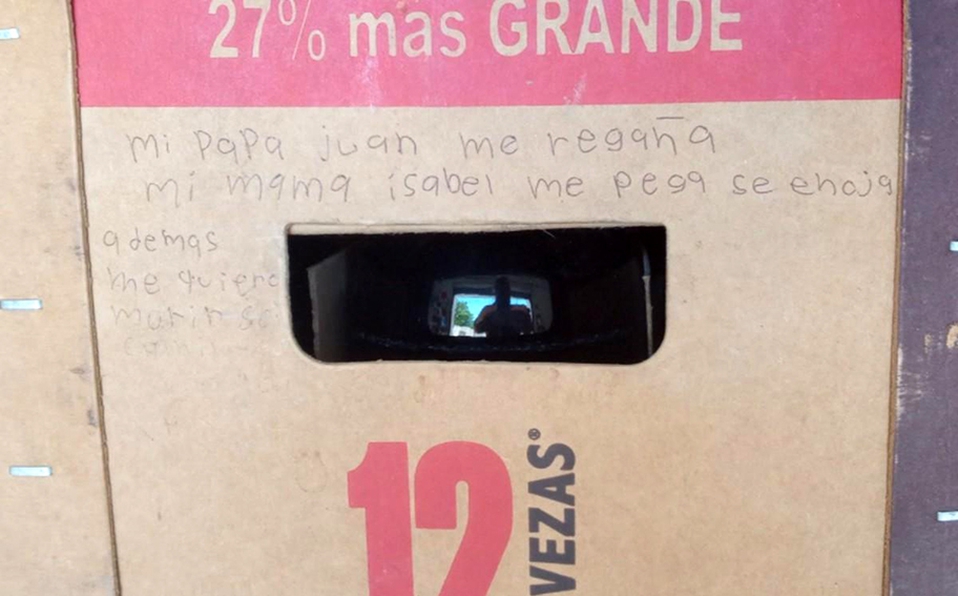 27% mas GRANDE
mi papa juan me regaña
mi mama isabel me pega se enoja
ademas
me quiero
morir
12
VEZAS®